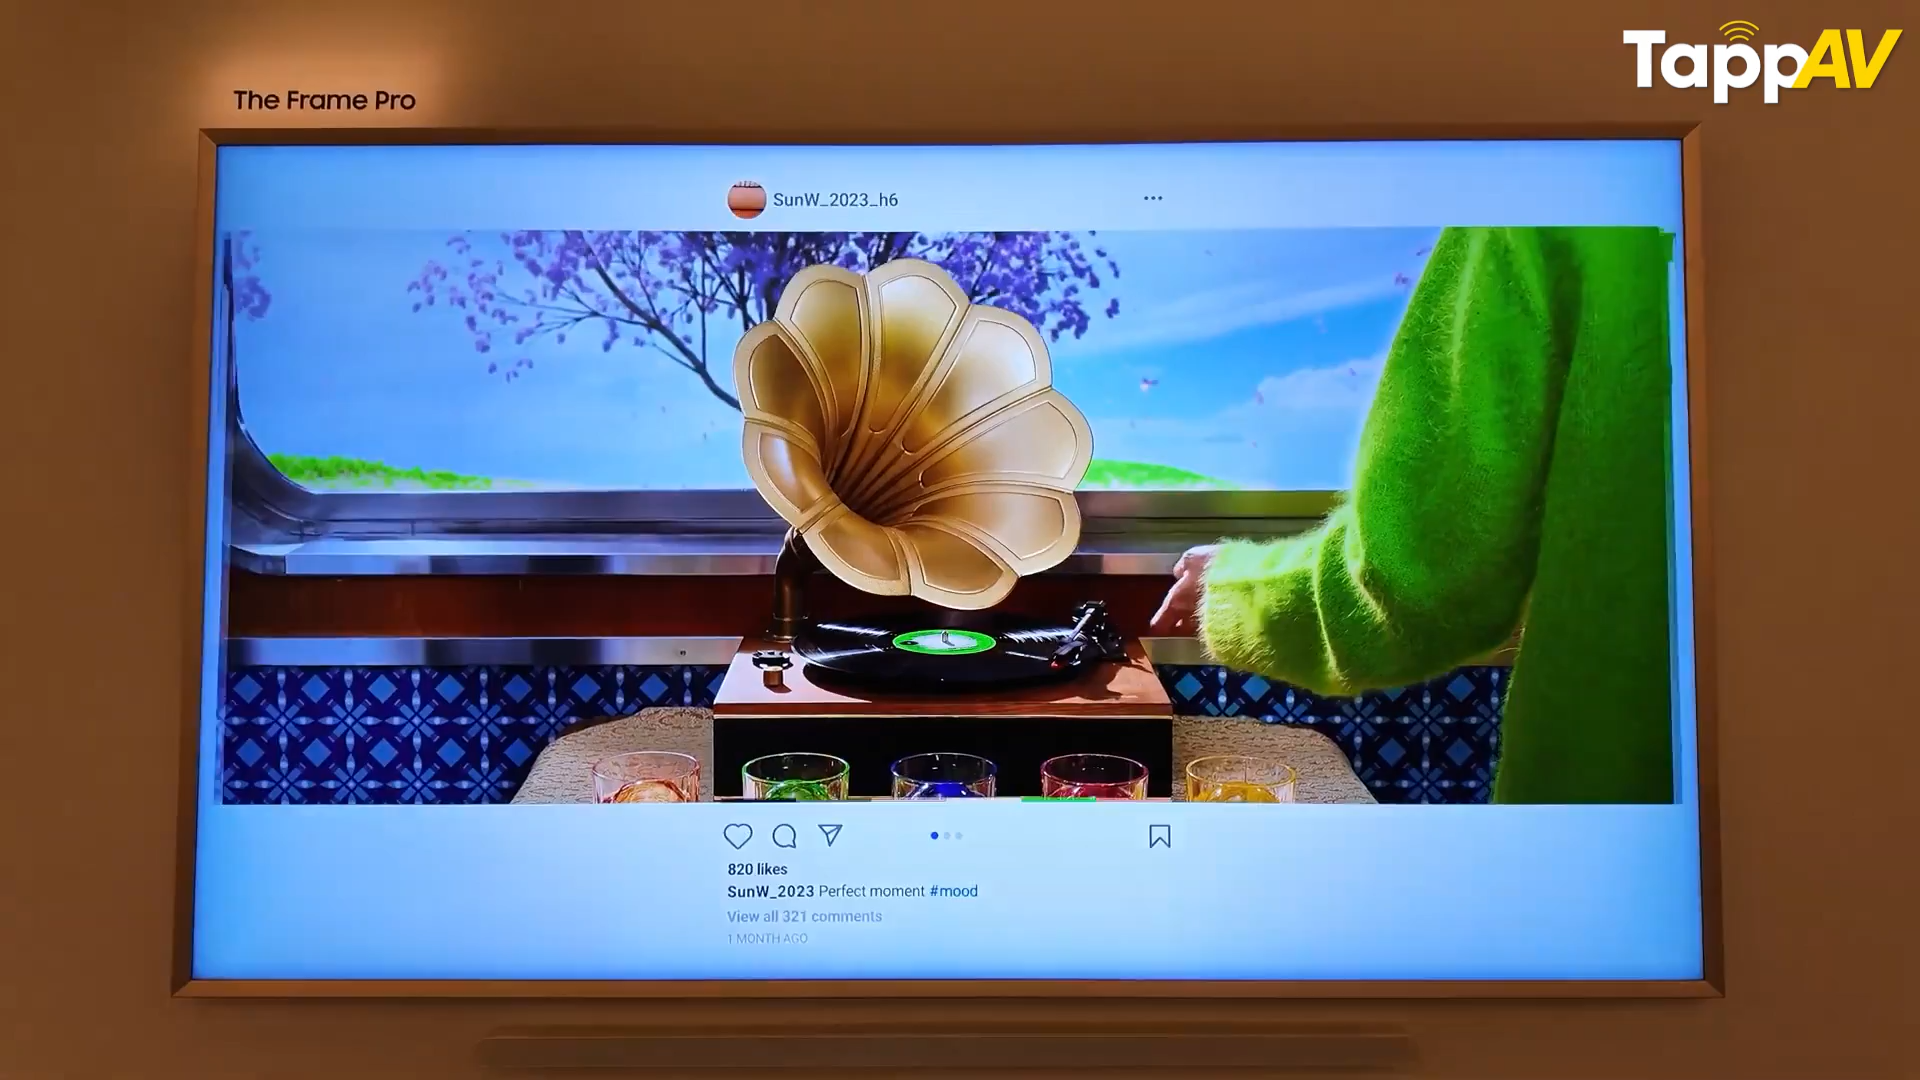 TappAV
The Frame Pro
SunW_2023_h6
820 likes
SunW_2023 Perfect moment #mood
View all 321 comments
1 MONTH AGO